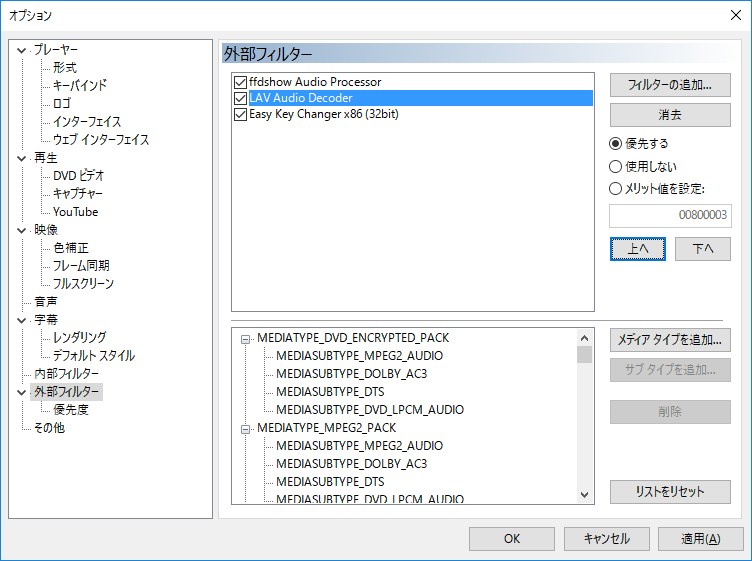 オプション
プレーヤー
形式
キーバインド
ロゴ
インターフェイス
ウェブ インターフェイス
再生
DVD ビデオ
キャプチャー
YouTube
映像
色補正
フレーム同期
フルスクリーン
音声
字幕
レンダリング
デフォルト スタイル
内部フィルター
外部フィルター
優先度
その他
外部フィルター
ffdshow Audio Processor
LAV Audio Decoder
Easy Key Changer x86 (32bit)
フィルターの追加...
消去
優先する
使用しない
メリット値を設定:
00800003
上へ 下へ
MEDIATYPE_DVD_ENCRYPTED_PACK
MEDIASUBTYPE_MPEG2_AUDIO
MEDIASUBTYPE_DOLBY_AC3
MEDIASUBTYPE_DTS
MEDIASUBTYPE_DVD_LPCM_AUDIO
MEDIATYPE_MPEG2_PACK
MEDIASUBTYPE_MPEG2_AUDIO
MEDIASUBTYPE_DOLBY_AC3
MEDIASUBTYPE_DTS
MEDIASUBTYPE_DVD_LPCM_AUDIO
メディア タイプを追加...
サブ タイプを追加...
削除
リストをリセット
OK キャンセル 適用(A)